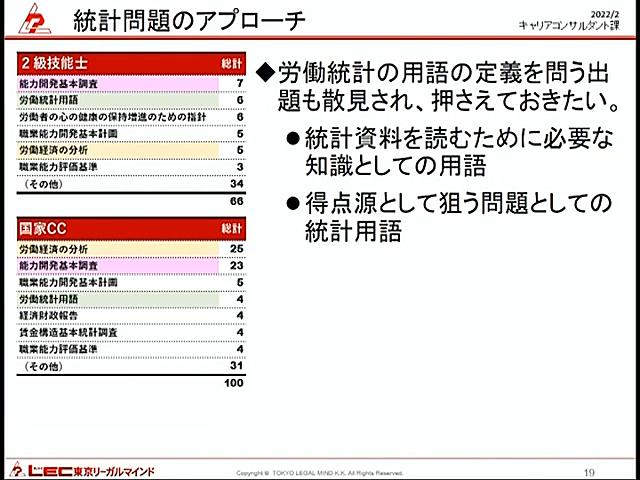 統計問題のアプローチ
2022/2
キャリアコンサルタント課
2級技能士 総計
能力開発基本調査 7
労働統計用語 6
労働者の心の健康の保持増進のための指針 6
職業能力開発基本計画 5
労働経済の分析 5
職業能力評価基準 3
(その他) 34
66
国家CC 総計
労働経済の分析 25
能力開発基本調査 23
職業能力開発基本計画 5
労働統計用語 4
経済財政報告 4
賃金構造基本統計調査 4
職業能力評価基準 4
(その他) 31
100
◆労働統計の用語の定義を問う出
題も散見され、押さえておきたい。
●統計資料を読むために必要な
知識としての用語
●得点源として狙う問題としての
統計用語
LEC東京リーガルマインド
Copyright © TOKYO LEGAL MIND K.K. All Rights Reserved.
19